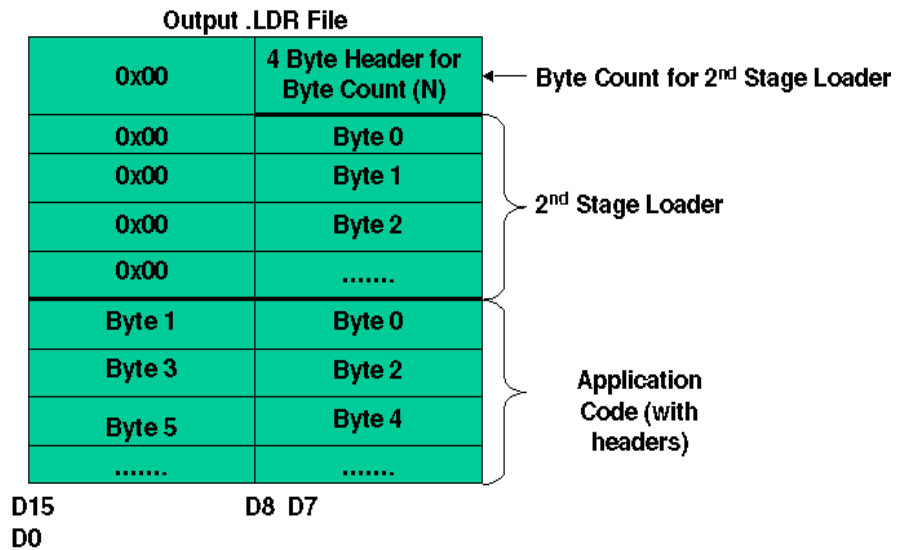 Output .LDR File
0x00
4 Byte Header for
Byte Count (N)
Byte Count for 2nd Stage Loader
0x00
Byte 0
0x00
Byte 1
0x00
Byte 2
2nd Stage Loader
0x00
.......
Byte 1
Byte 0
Byte 3
Byte 2
Byte 5
Byte 4
.......
.......
Application
Code (with
headers)
D15
D8 D7
D0